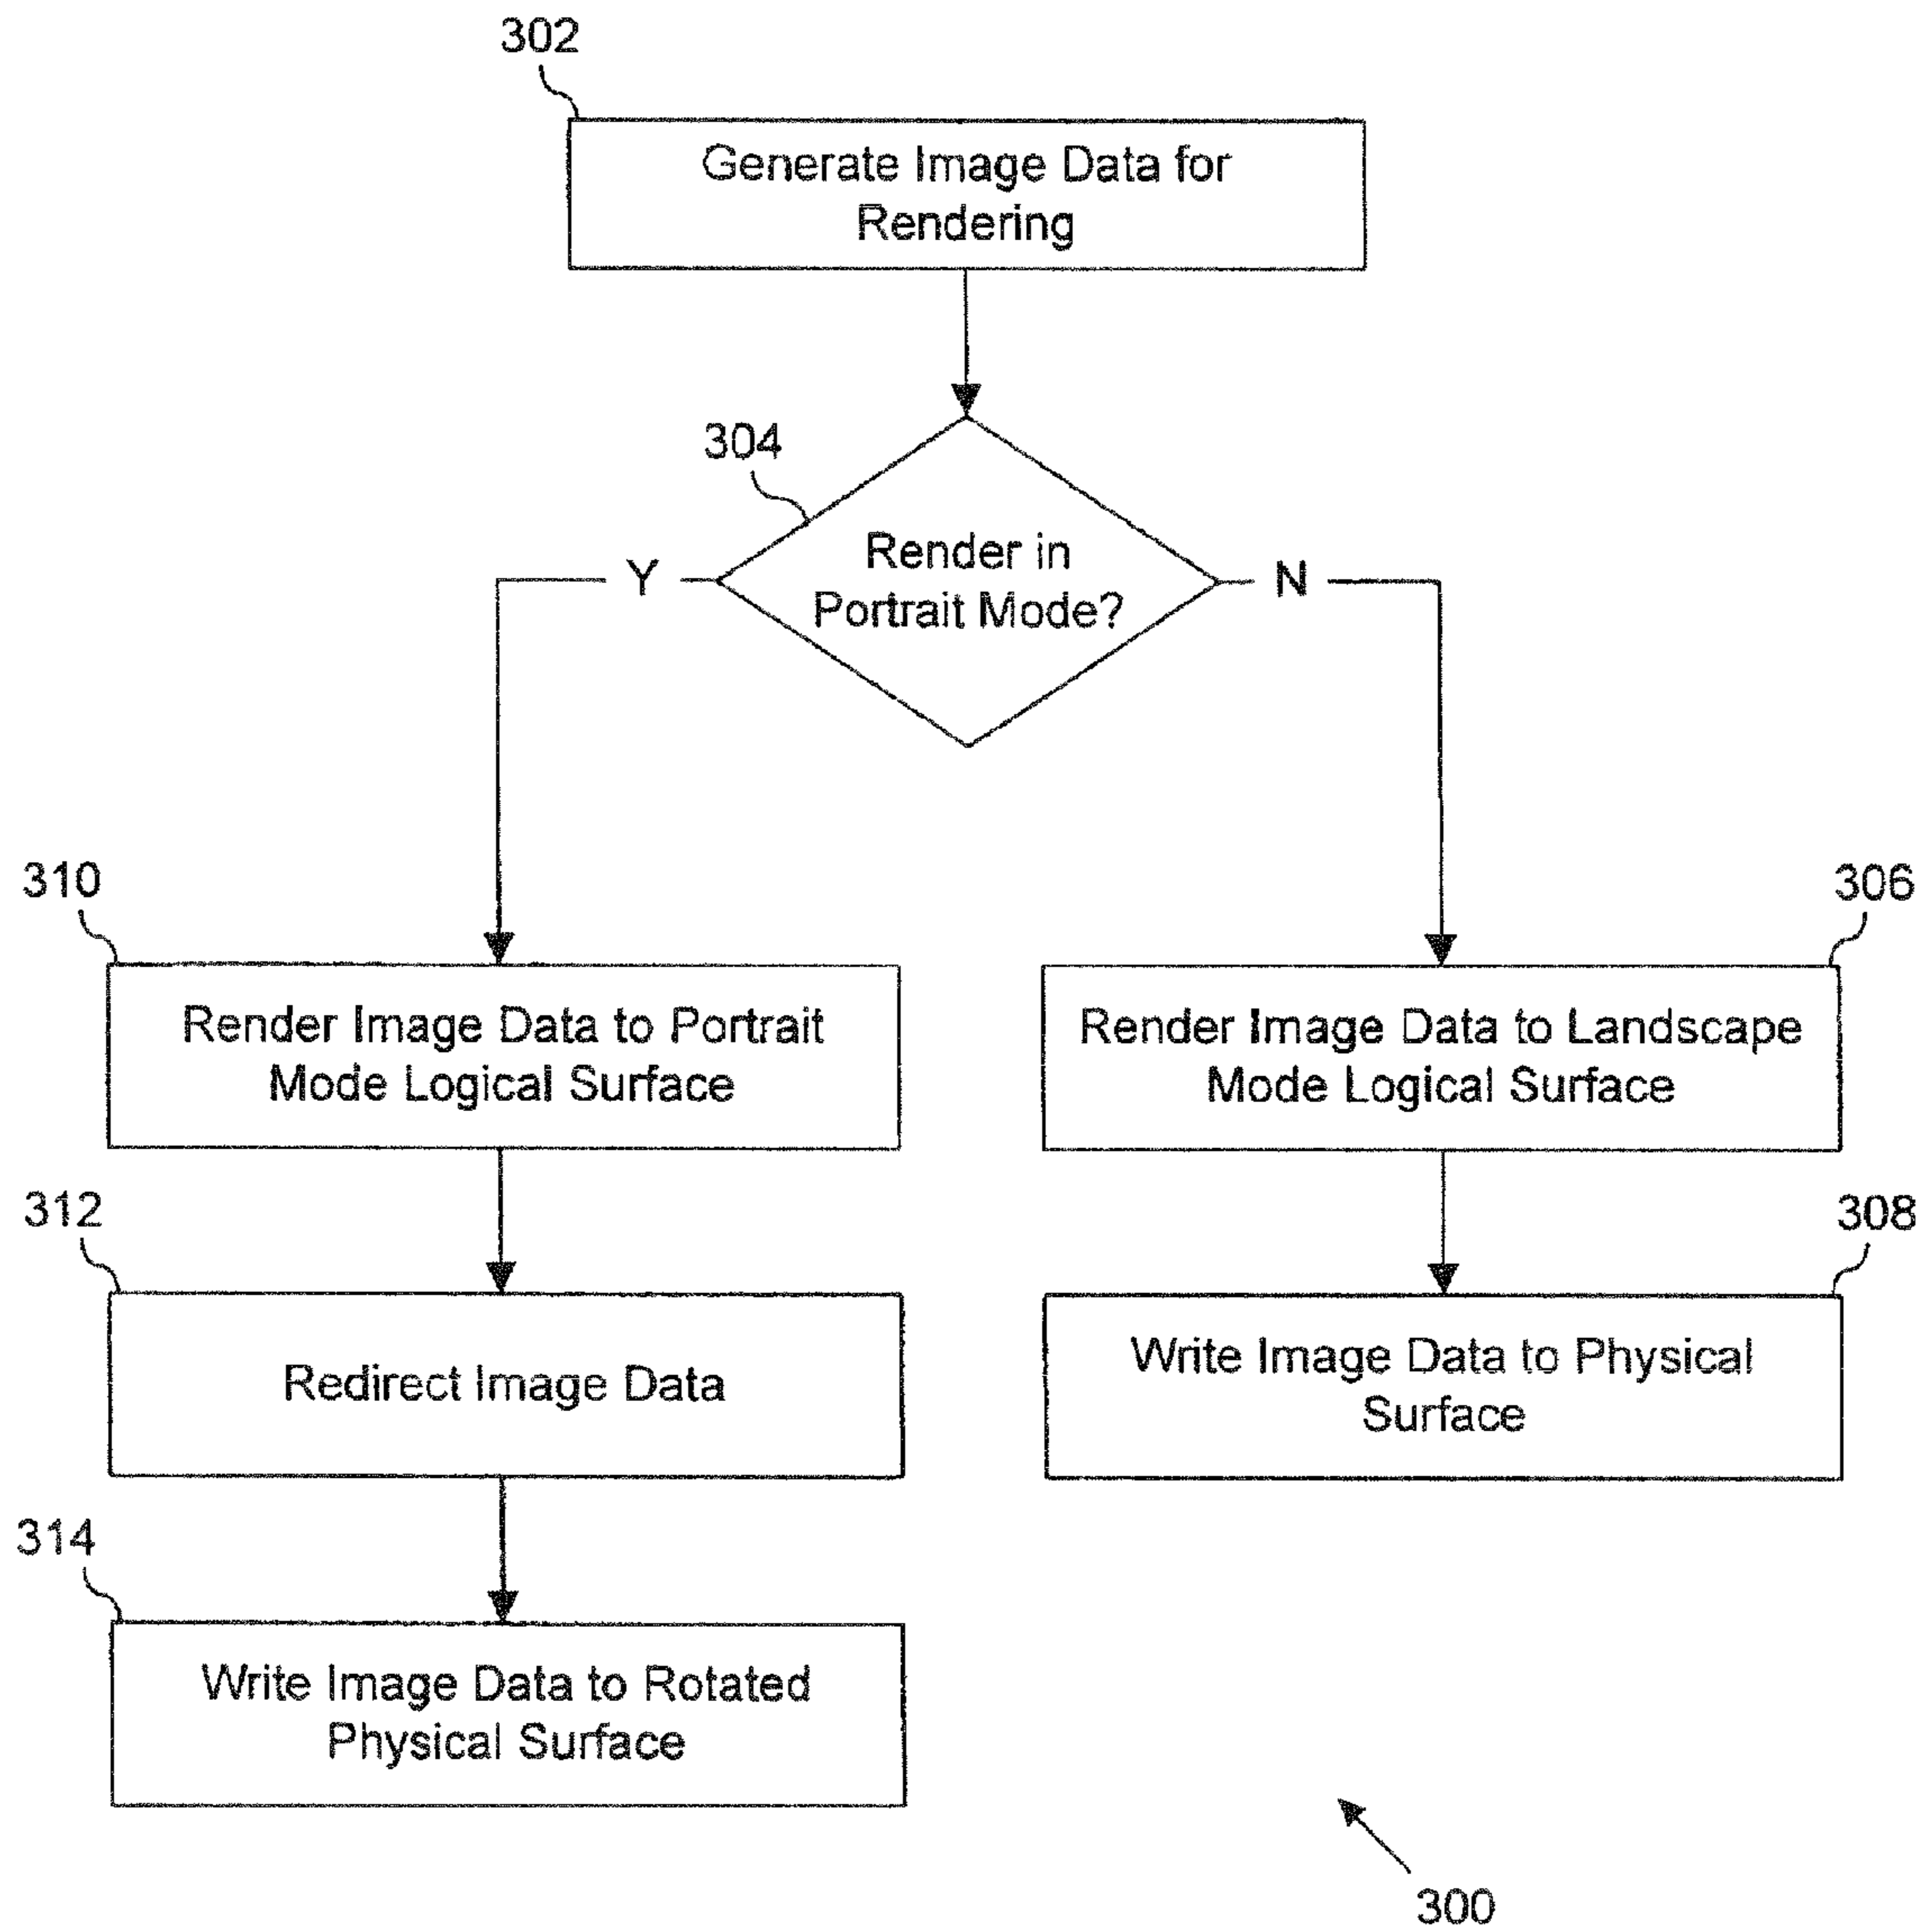 302
Generate Image Data for
Rendering
304
Render in
Portrait Mode?
Y
N
310
Render Image Data to Portrait
Mode Logical Surface
306
Render Image Data to Landscape
Mode Logical Surface
312
Redirect Image Data
308
Write Image Data to Physical
Surface
314
Write Image Data to Rotated
Physical Surface
300